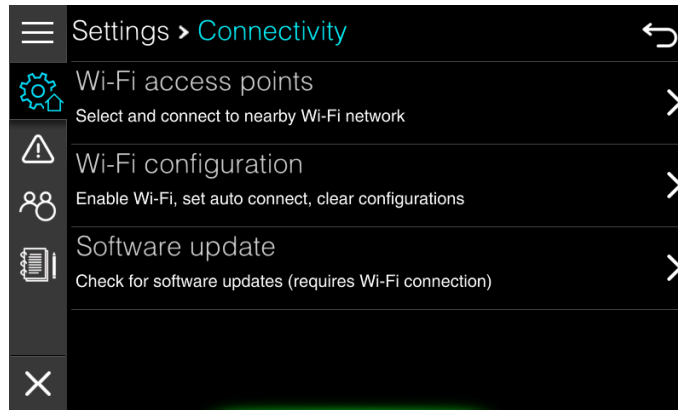 Settings > Connectivity
Wi-Fi access points
Select and connect to nearby Wi-Fi network
Wi-Fi configuration
Enable Wi-Fi, set auto connect, clear configurations
Software update
Check for software updates (requires Wi-Fi connection)